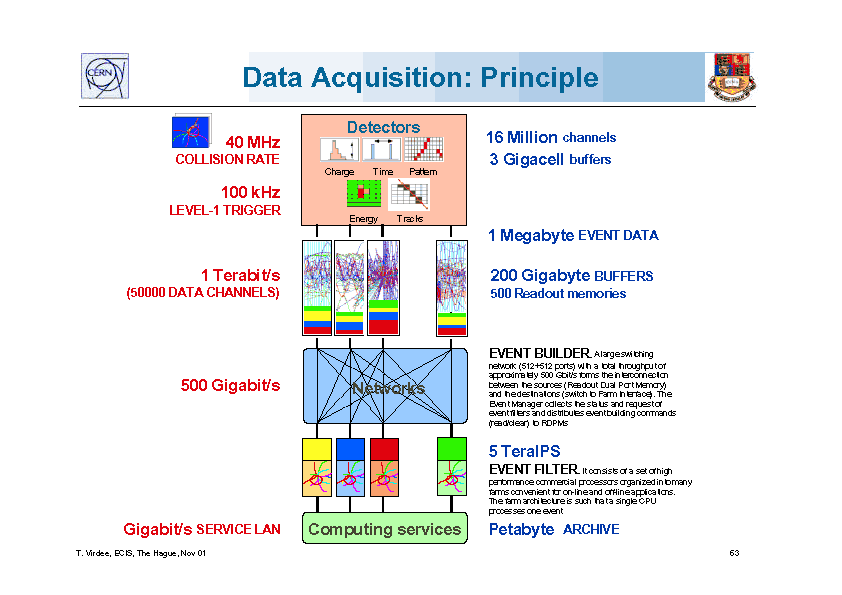 CERN
Data Acquisition: Principle
40 MHz
COLLISION RATE
100 kHz
LEVEL-1 TRIGGER
Detectors
Charge Time Pattern
Energy Tracks
16 Million channels
3 Gigacell buffers
1 Megabyte EVENT DATA
1 Terabit/s
(50000 DATA CHANNELS)
200 Gigabyte BUFFERS
500 Readout memories
500 Gigabit/s
Networks
EVENT BUILDER. A large switching
network (512+512 ports) with a total throughput of
approximately 500 Gbit/s forms the interconnection
between the sources (Readout Dual Port Memory)
and the destinations (switch to Farm Interface). The
Event Manager collects the status and request of
event filters and distributes event building commands
(read/clear) to RDPMs
5 TeraIPS
EVENT FILTER. It consists of a set of high
performance commercial processors organized into many
farms convenient for on-line and off-line applications.
The farm architecture is such that a single CPU
processes one event
Gigabit/s SERVICE LAN
Computing services
Petabyte ARCHIVE
T. Virdee, ECIS, The Hague, Nov 01
53